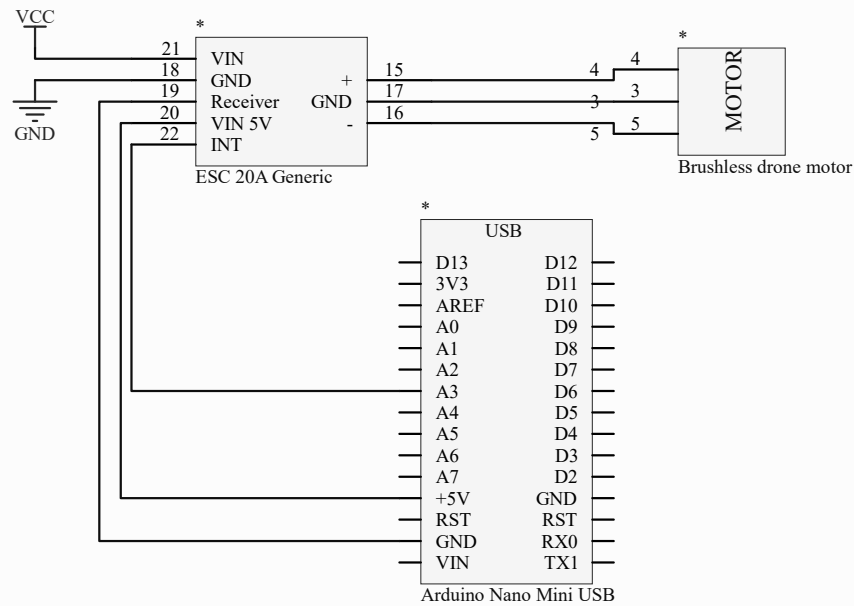 VCC
*
*
21 VIN
18 GND + 15 4 4
19 Receiver GND 17 3 3
20 VIN 5V - 16 5 5
22 INT
GND
MOTOR
ESC 20A Generic
Brushless drone motor
*
USB
D13 D12
3V3 D11
AREF D10
A0 D9
A1 D8
A2 D7
A3 D6
A4 D5
A5 D4
A6 D3
A7 D2
+5V GND
RST RST
GND RX0
VIN TX1
Arduino Nano Mini USB